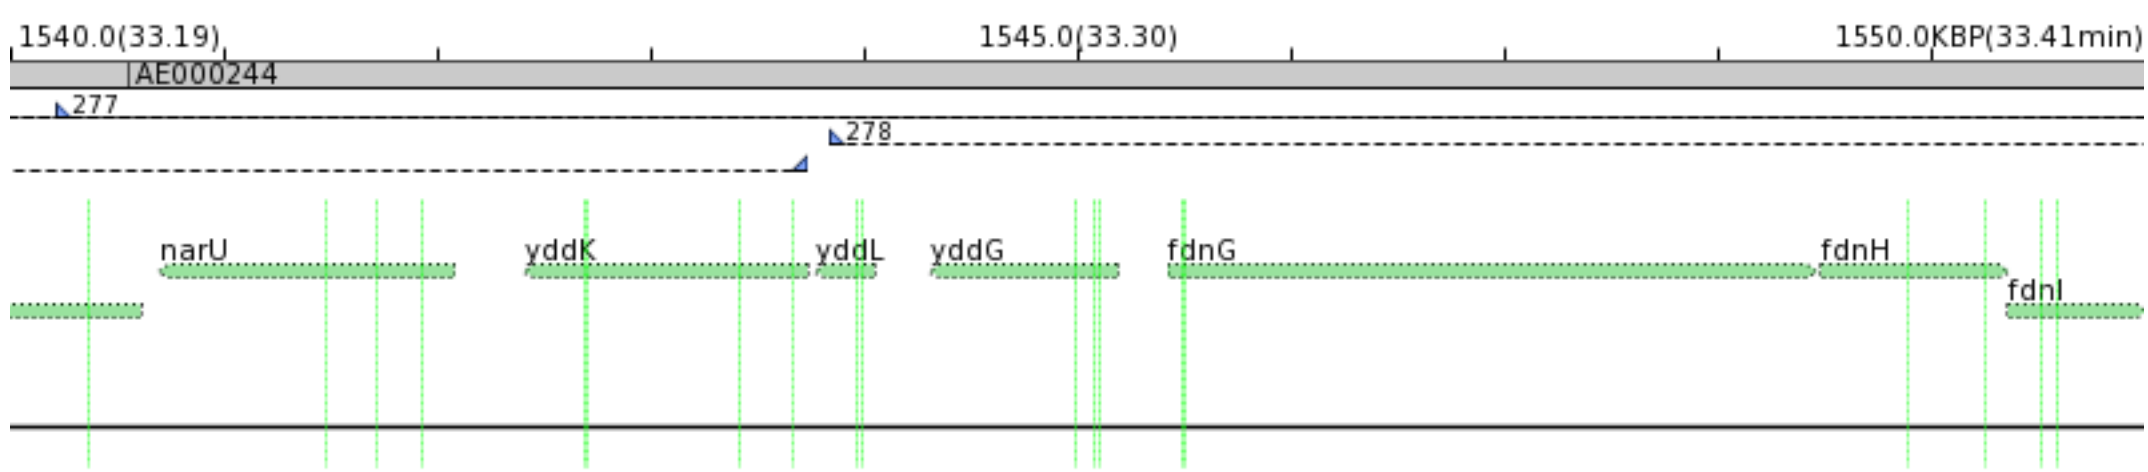 1540.0(33.19) 1545.0(33.30) 1550.0KBP(33.41min)
AE000244
277
278
narU yddK yddL yddG fdnG fdnH
fdnI